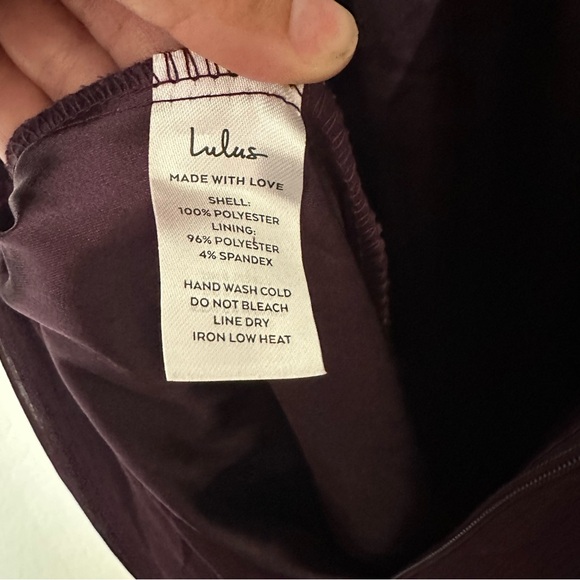 Lulus
MADE WITH LOVE
SHELL:
100% POLYESTER
LINING:
96% POLYESTER
4% SPANDEX
HAND WASH COLD
DO NOT BLEACH
LINE DRY
IRON LOW HEAT